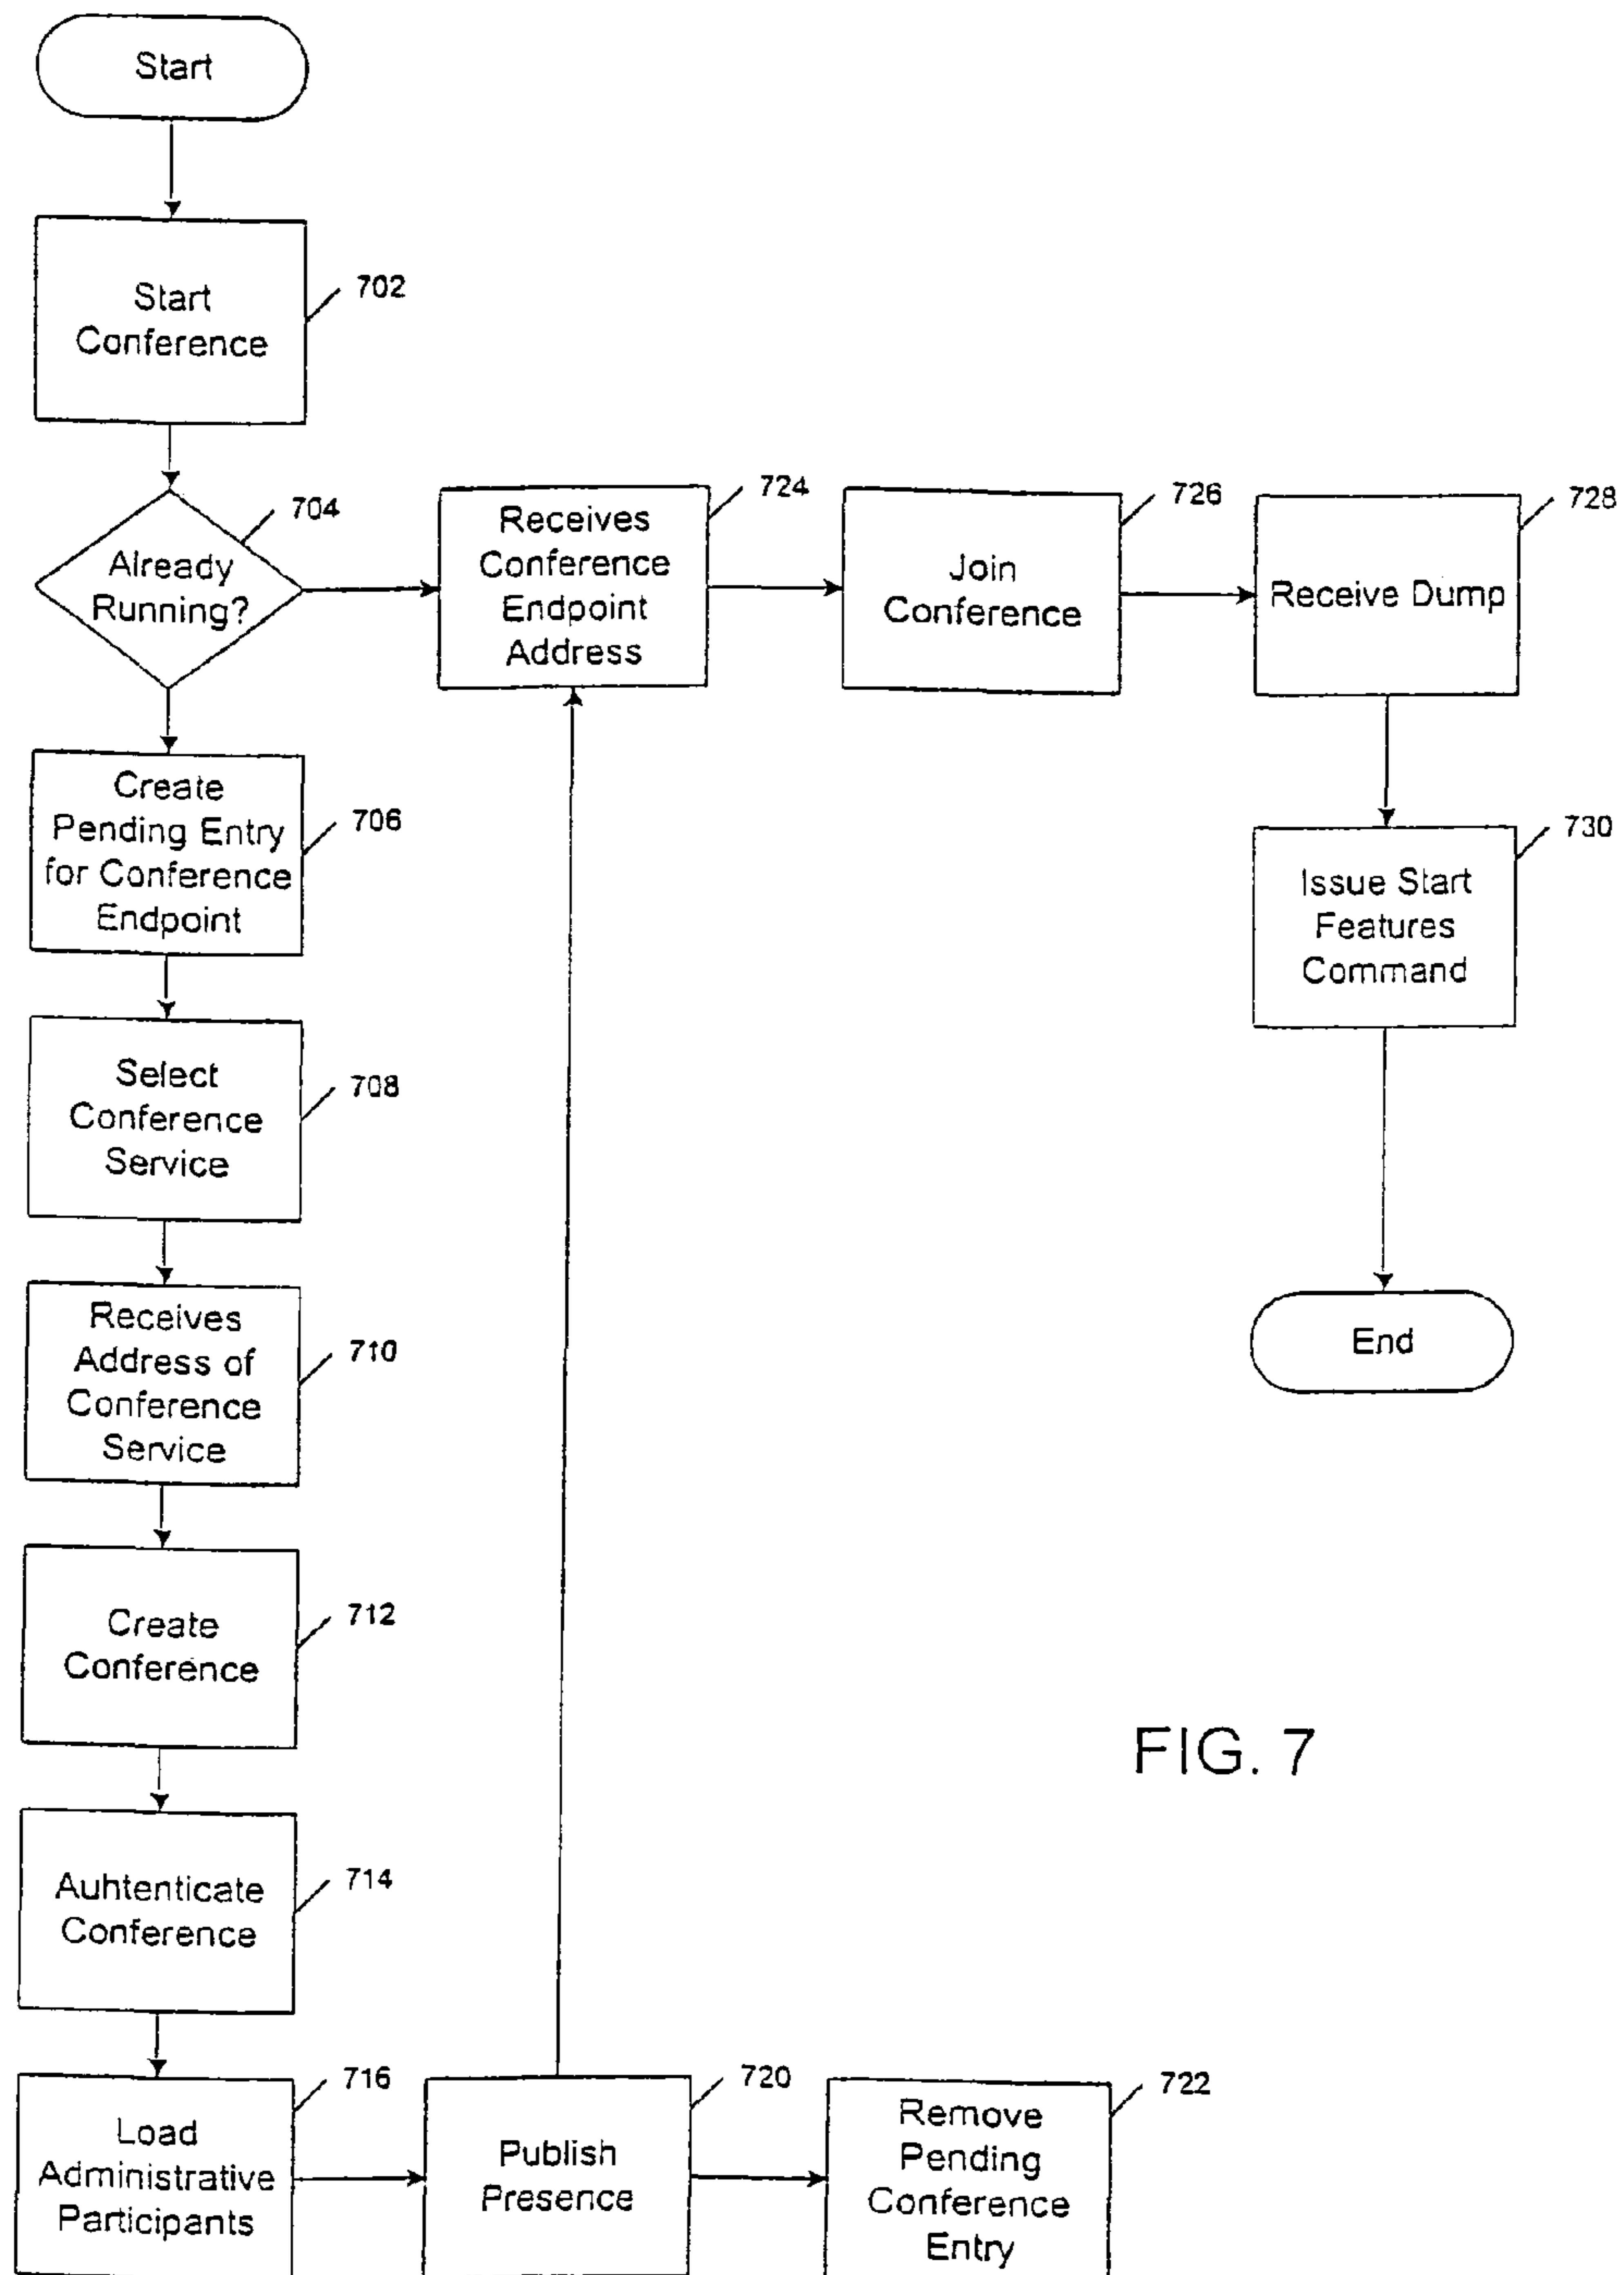 Start
Start
Conference
702
Already
Running?
704
Receives
Conference
Endpoint
Address
724
Join
Conference
726
Receive Dump
728
Create
Pending Entry
for Conference
Endpoint
706
Issue Start
Features
Command
730
Select
Conference
Service
708
Receives
Address of
Conference
Service
710
End
Create
Conference
712
FIG. 7
Auhtenticate
Conference
714
Load
Administrative
Participants
716
Publish
Presence
720
Remove
Pending
Conference
Entry
722